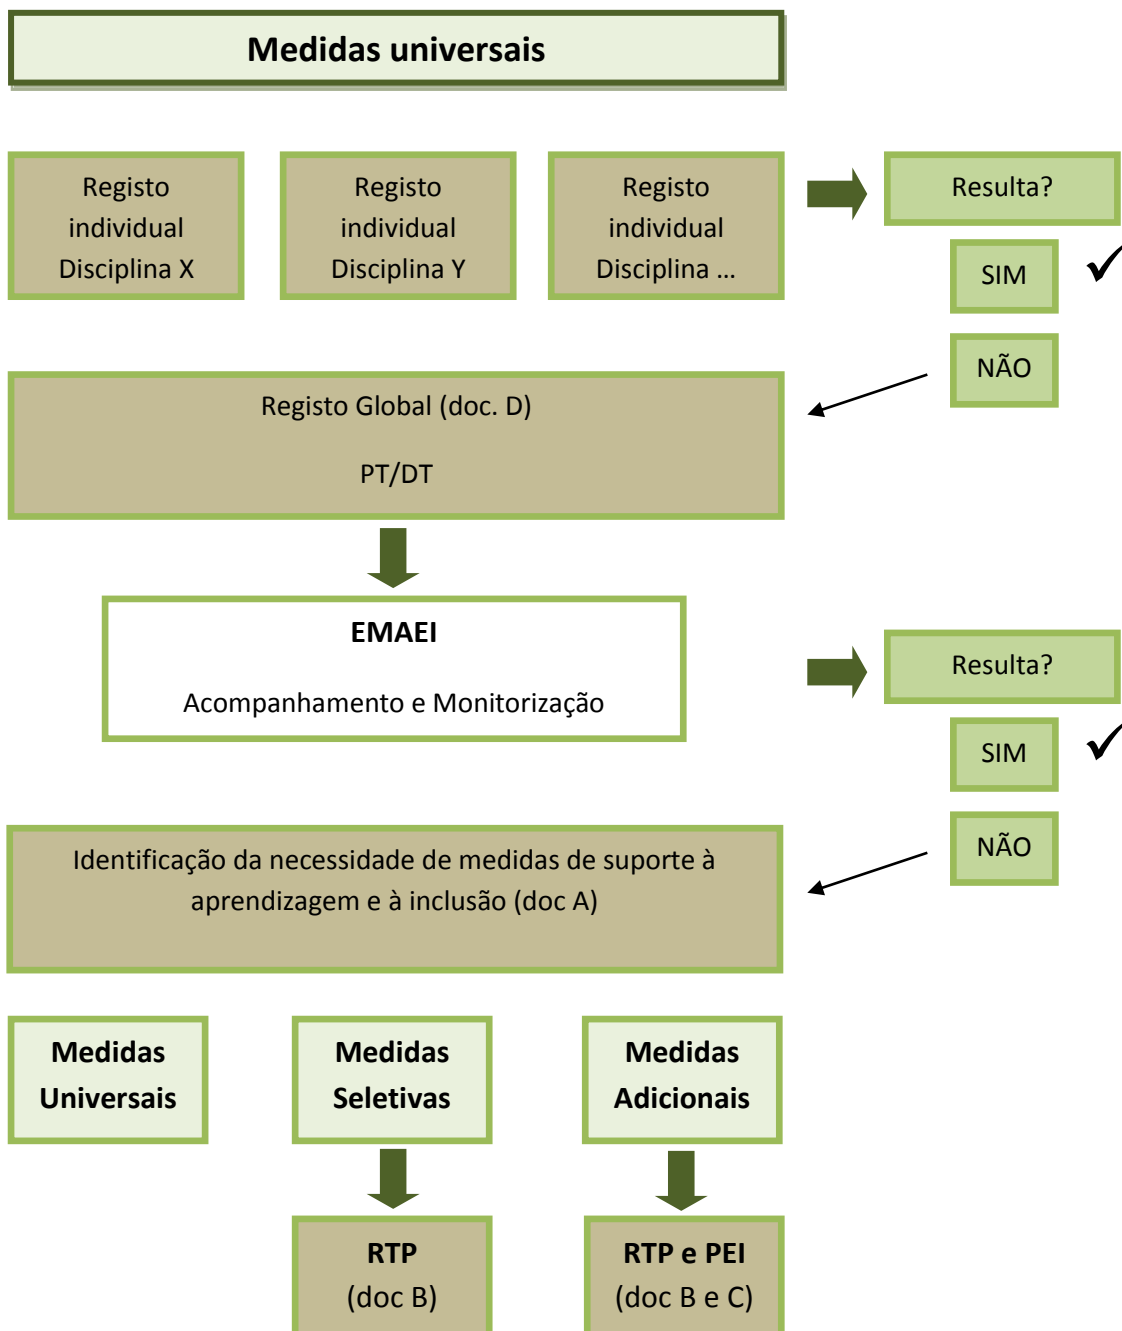 Medidas universais
Registo
individual
Disciplina X
Registo
individual
Disciplina Y
Registo
individual
Disciplina ...
Resulta?
SIM
NÃO
Registo Global (doc. D)
PT/DT
EMAEI
Acompanhamento e Monitorização
Resulta?
SIM
NÃO
Identificação da necessidade de medidas de suporte à
aprendizagem e à inclusão (doc A)
Medidas
Universais
Medidas
Seletivas
Medidas
Adicionais
RTP
(doc B)
RTP e PEI
(doc B e C)